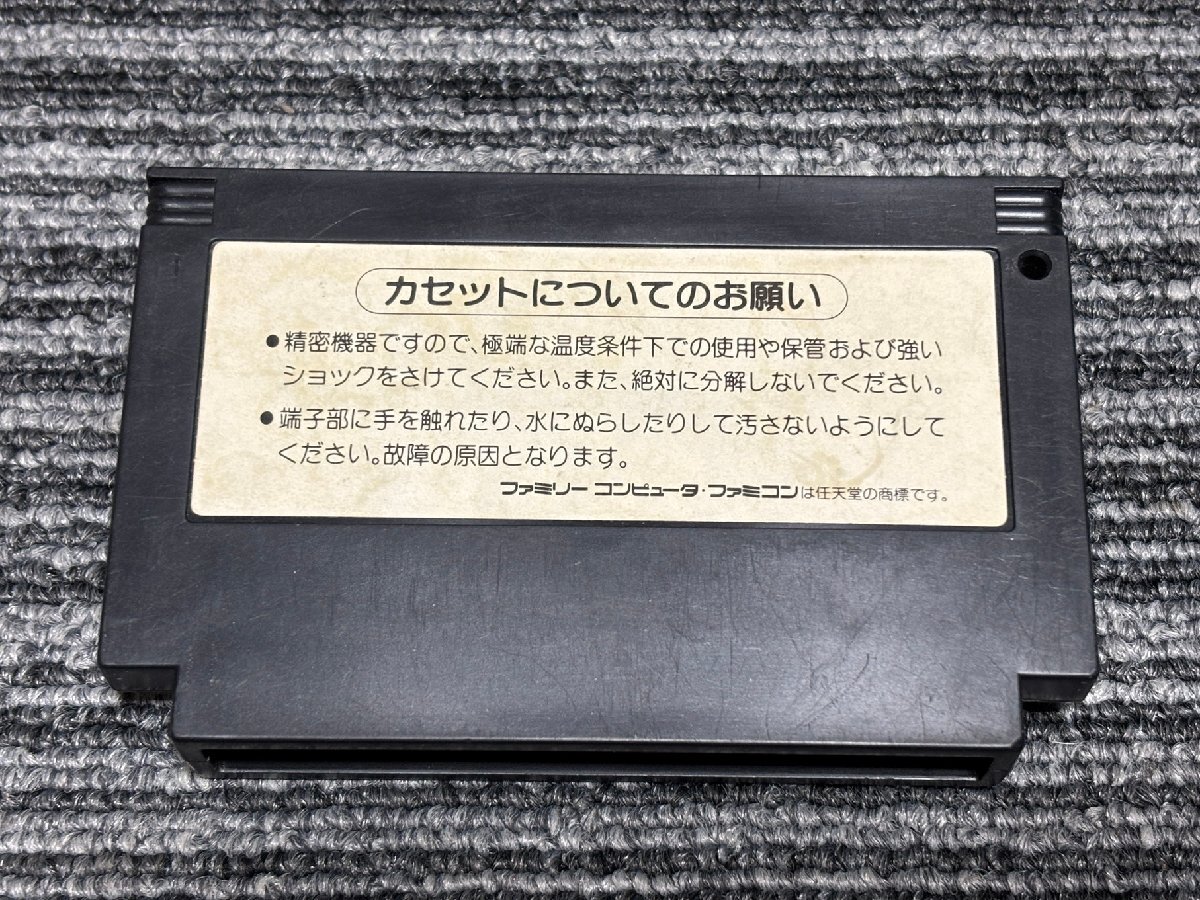 カセットについてのお願い
●精密機器ですので、極端な温度条件下での使用や保管および強い
ショックをさけてください。また、絶対に分解しないでください。
●端子部に手を触れたり、水にぬらしたりして汚さないようにして
ください。故障の原因となります。
ファミリー コンピュータ・ファミコンは任天堂の商標です。